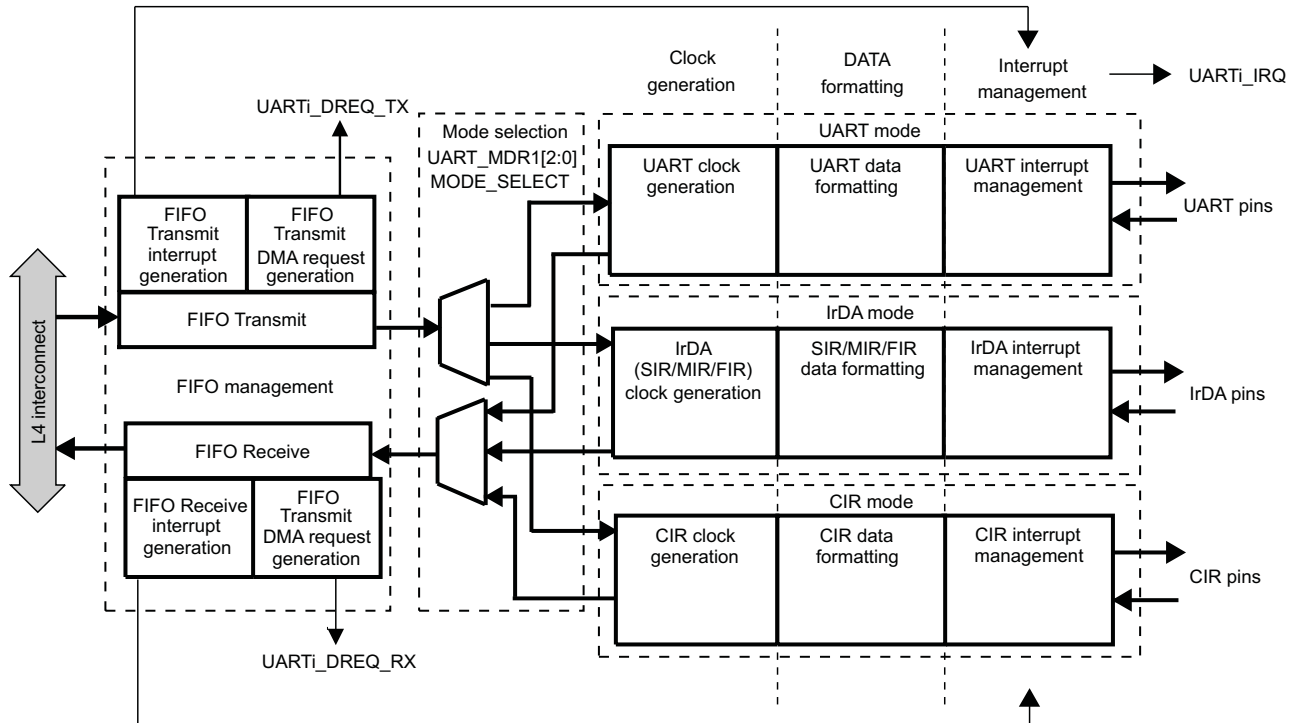 Clock
generation
DATA
formatting
Interrupt
management
UARTi_IRQ
UARTi_DREQ_TX
Mode selection
UART_MDR1[2:0]
MODE_SELECT
UART mode
UART clock
generation
UART data
formatting
UART interrupt
management
UART pins
FIFO
Transmit
interrupt
generation
FIFO
Transmit
DMA request
generation
FIFO Transmit
L4 interconnect
FIFO management
IrDA mode
IrDA
(SIR/MIR/FIR)
clock generation
SIR/MIR/FIR
data formatting
IrDA interrupt
management
IrDA pins
FIFO Receive
FIFO Receive
interrupt
generation
FIFO
Transmit
DMA request
generation
CIR mode
CIR clock
generation
CIR data
formatting
CIR interrupt
management
CIR pins
UARTi_DREQ_RX